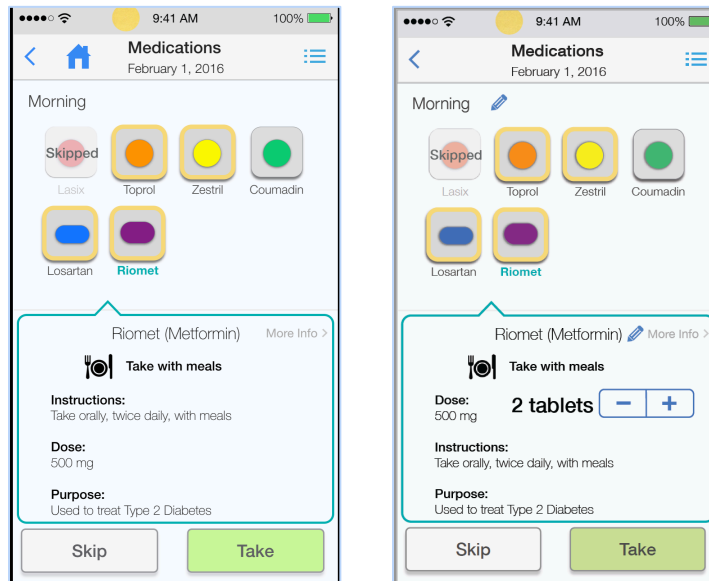 9:41 AM
100%
Medications
February 1, 2016
Morning
Skipped
Lasix
Toprol
Zestril
Coumadin
Losartan
Riomet
Riomet (Metformin)
More Info >
Take with meals
Instructions:
Take orally, twice daily, with meals
Dose:
500 mg
Purpose:
Used to treat Type 2 Diabetes
Skip
Take
9:41 AM
100%
Medications
February 1, 2016
Morning
Skipped
Lasix
Toprol
Zestril
Coumadin
Losartan
Riomet
Riomet (Metformin)
More Info >
Take with meals
Dose:
500 mg
2 tablets
− +
Instructions:
Take orally, twice daily, with meals
Purpose:
Used to treat Type 2 Diabetes
Skip
Take